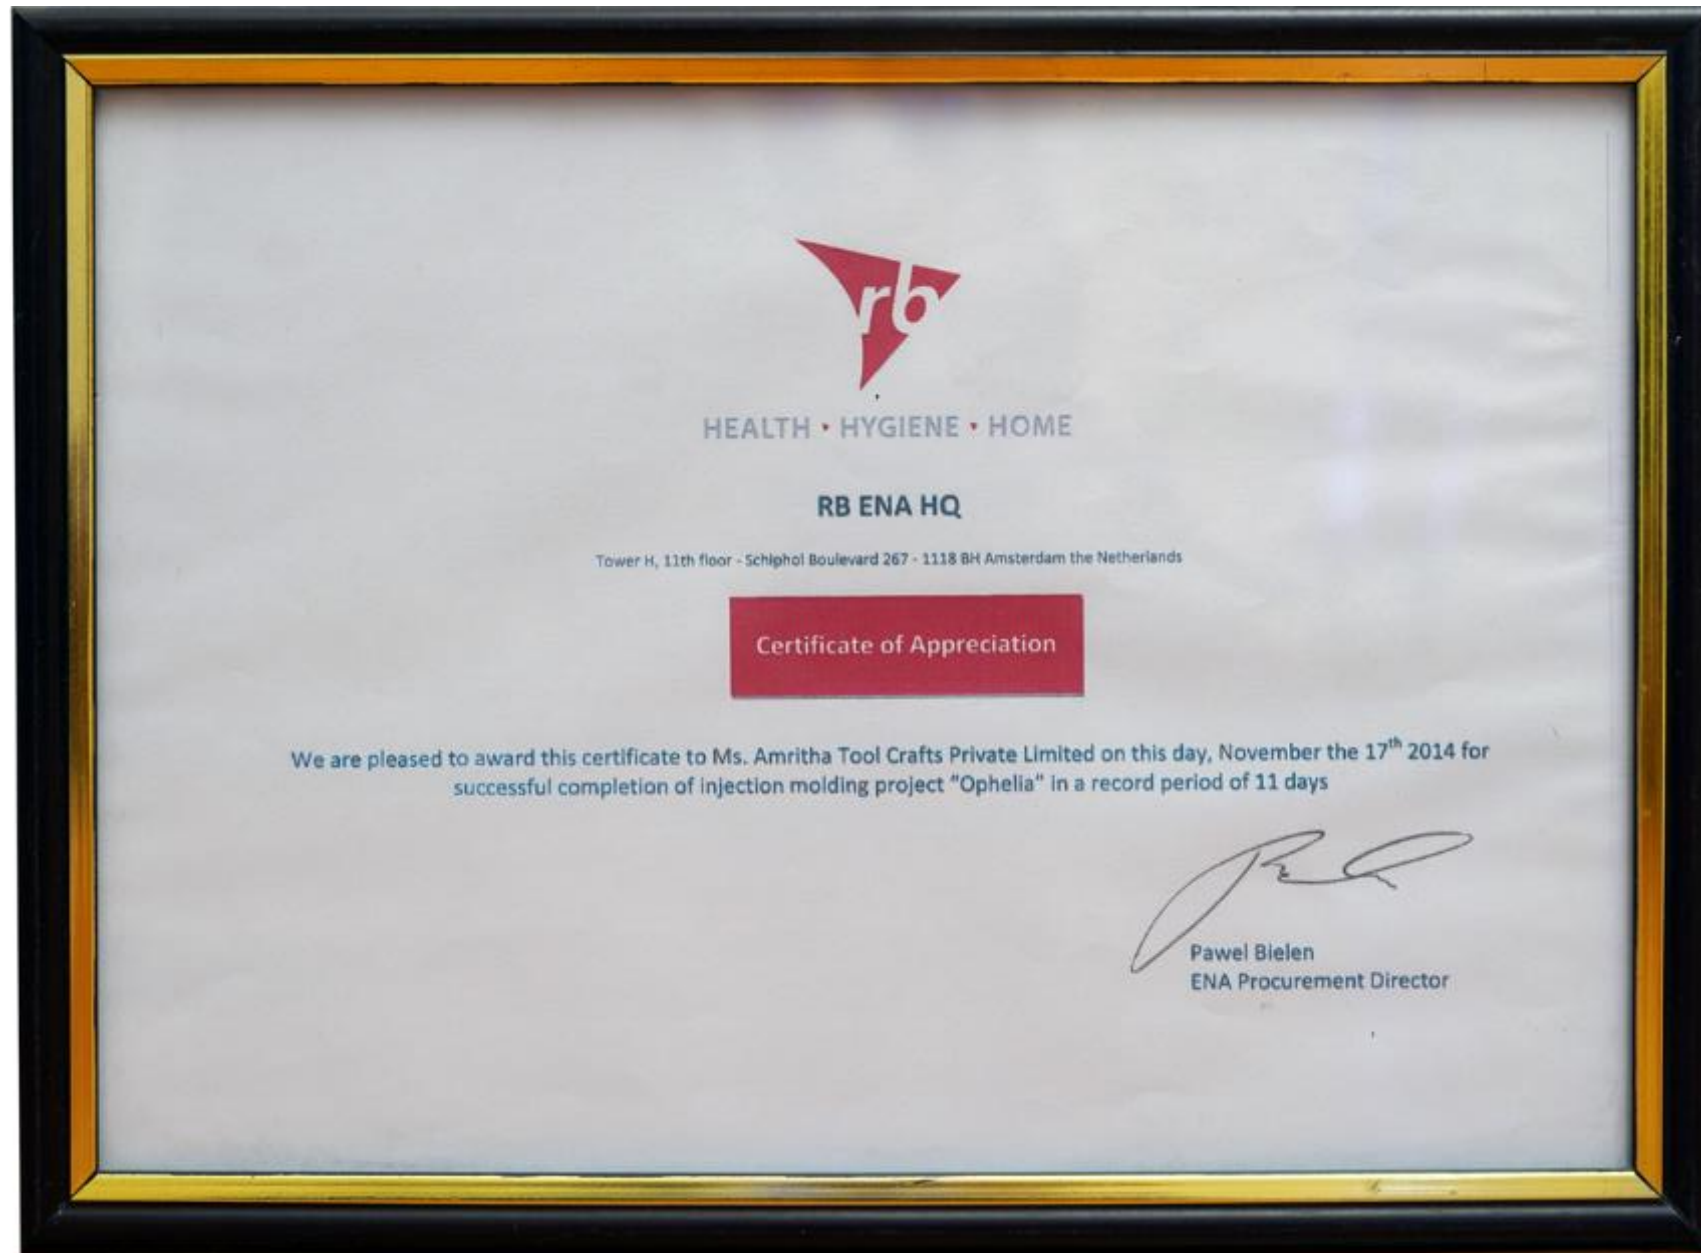 rb
HEALTH • HYGIENE • HOME
RB ENA HQ
Tower H, 11th floor - Schiphol Boulevard 267 - 1118 BH Amsterdam the Netherlands
Certificate of Appreciation
We are pleased to award this certificate to Ms. Amritha Tool Crafts Private Limited on this day, November the 17th 2014 for
successful completion of injection molding project "Ophelia" in a record period of 11 days
Pawel Bielen
ENA Procurement Director